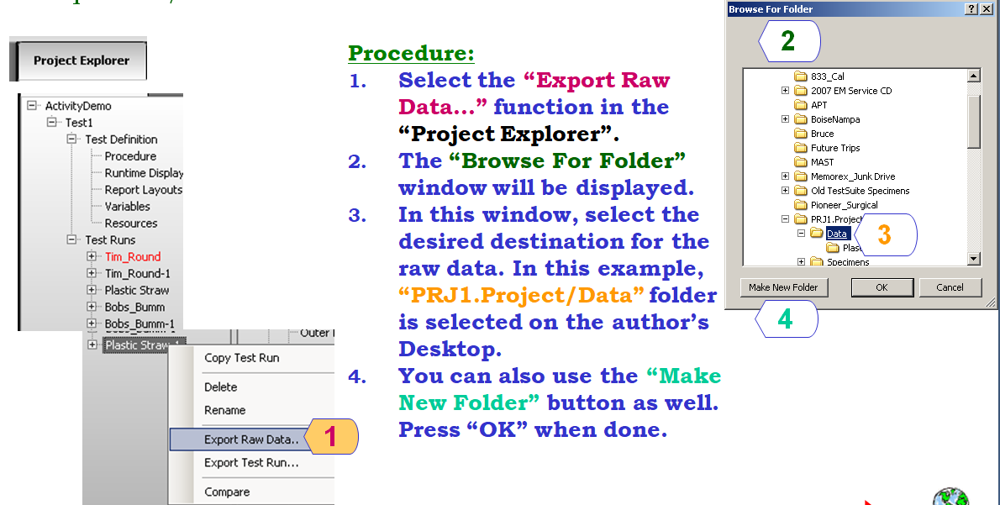 Project Explorer
ActivityDemo
Test1
Test Definition
Procedure
Runtime Display
Report Layouts
Variables
Resources
Test Runs
Tim_Round
Tim_Round-1
Plastic Straw
Bobs_Bumm
Bobs_Bumm-1
Plastic Straw-1
Outer
Copy Test Run
Delete
Rename
Export Raw Data..
1
Export Test Run...
Compare
Procedure:
1. Select the “Export Raw
Data...” function in the
“Project Explorer”.
2. The “Browse For Folder”
window will be displayed.
3. In this window, select the
desired destination for the
raw data. In this example,
“PRJ1.Project/Data” folder
is selected on the author’s
Desktop.
4. You can also use the “Make
New Folder” button as well.
Press “OK” when done.
Browse For Folder
2
833_Cal
2007 EM Service CD
APT
BoiseNampa
Bruce
Future Trips
MAST
Memorex_Junk Drive
Old TestSuite Specimens
Pioneer_Surgical
PRJ1.Project
Data
3
Plas
Specimens
Make New Folder
OK
Cancel
4